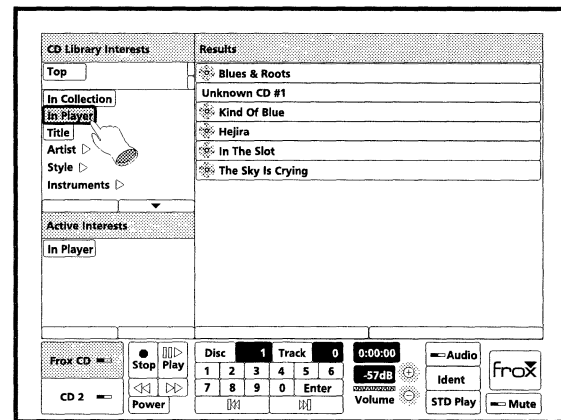 CD Library Interests
Results
Top
In Collection
In Player
Title
Artist
Style
Instruments
Blues & Roots
Unknown CD #1
Kind Of Blue
Hejira
In The Slot
The Sky Is Crying
Active Interests
In Player
Frox CD
CD 2
Stop Play
Power
Disc 1 Track 0
1 2 3 4 5 6
7 8 9 0 Enter
0:00:00
-57dB
Volume
Audio
Ident
STD Play
frox
Mute